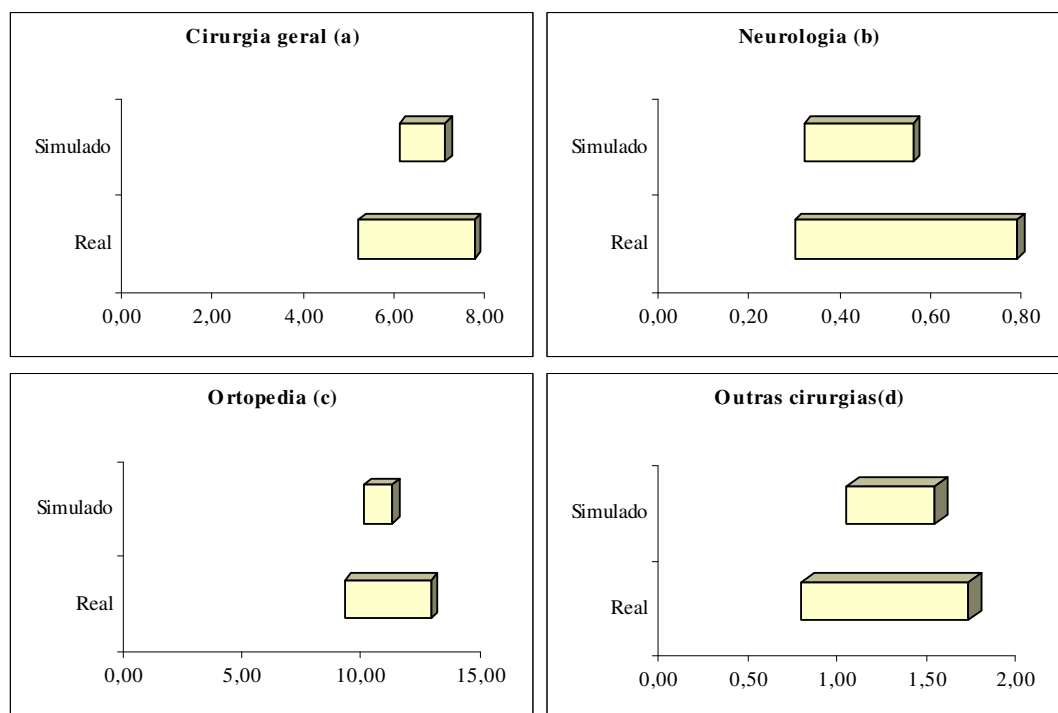 Cirurgia geral (a)
Simulado
Real
0,00 2,00 4,00 6,00 8,00
Neurologia (b)
Simulado
Real
0,00 0,20 0,40 0,60 0,80
Ortopedia (c)
Simulado
Real
0,00 5,00 10,00 15,00
Outras cirurgias(d)
Simulado
Real
0,00 0,50 1,00 1,50 2,00